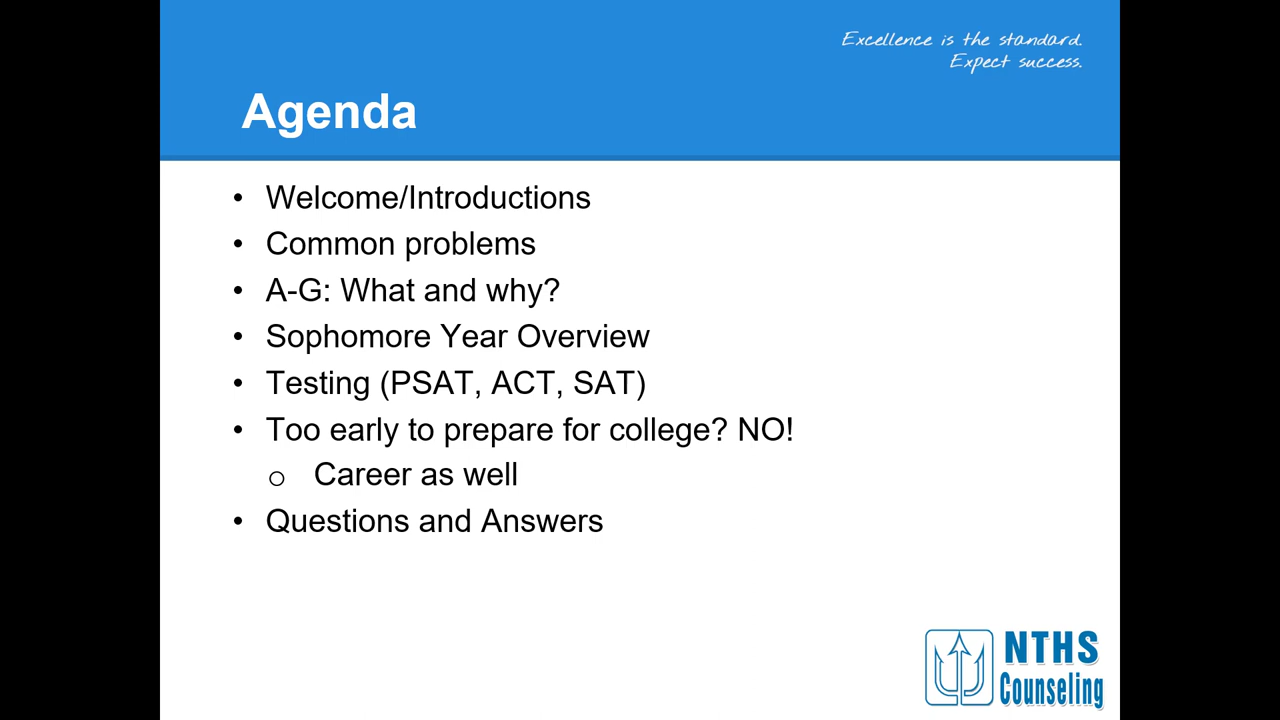 Excellence is the standard.
Expect success.
Agenda
• Welcome/Introductions
• Common problems
• A-G: What and why?
• Sophomore Year Overview
• Testing (PSAT, ACT, SAT)
• Too early to prepare for college? NO!
o Career as well
• Questions and Answers
NTHS
Counseling